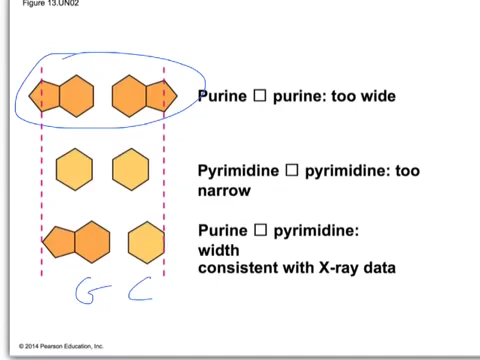 Figure 13.UN02
Purine □ purine: too wide
Pyrimidine □ pyrimidine: too
narrow
Purine □ pyrimidine:
width
consistent with X-ray data
G C
© 2014 Pearson Education, Inc.